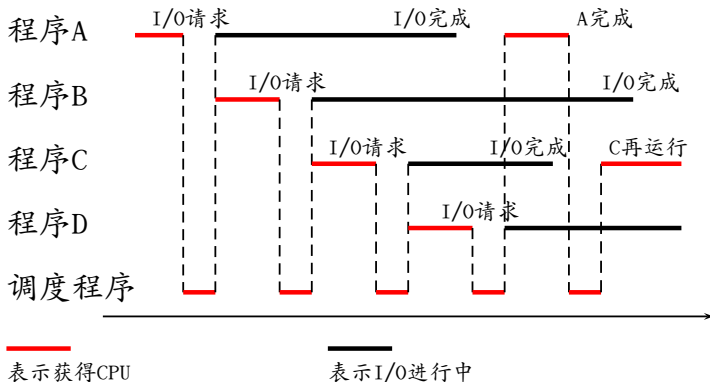 I/O请求 I/O完成 A完成
程序A
I/O请求 I/O完成
程序B
I/O请求 I/O完成 C再运行
程序C
I/O请求
程序D
调度程序
表示获得CPU 表示I/O进行中